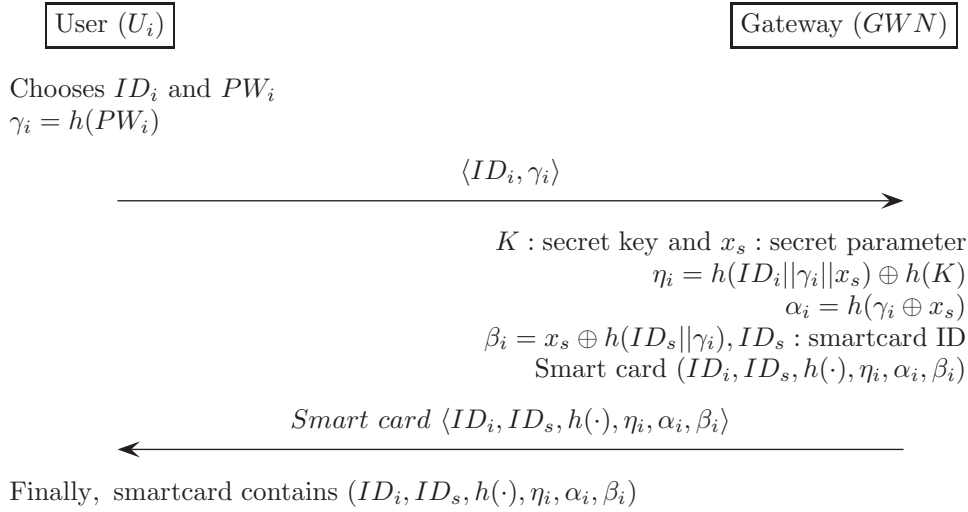 User (U_i)
Gateway (GWN)
Chooses ID_i and PW_i
γ_i = h(PW_i)
⟨ID_i, γ_i⟩
K : secret key and x_s : secret parameter
η_i = h(ID_i||γ_i||x_s) ⊕ h(K)
α_i = h(γ_i ⊕ x_s)
β_i = x_s ⊕ h(ID_s||γ_i), ID_s : smartcard ID
Smart card (ID_i, ID_s, h(·), η_i, α_i, β_i)
Smart card ⟨ID_i, ID_s, h(·), η_i, α_i, β_i⟩
Finally, smartcard contains (ID_i, ID_s, h(·), η_i, α_i, β_i)